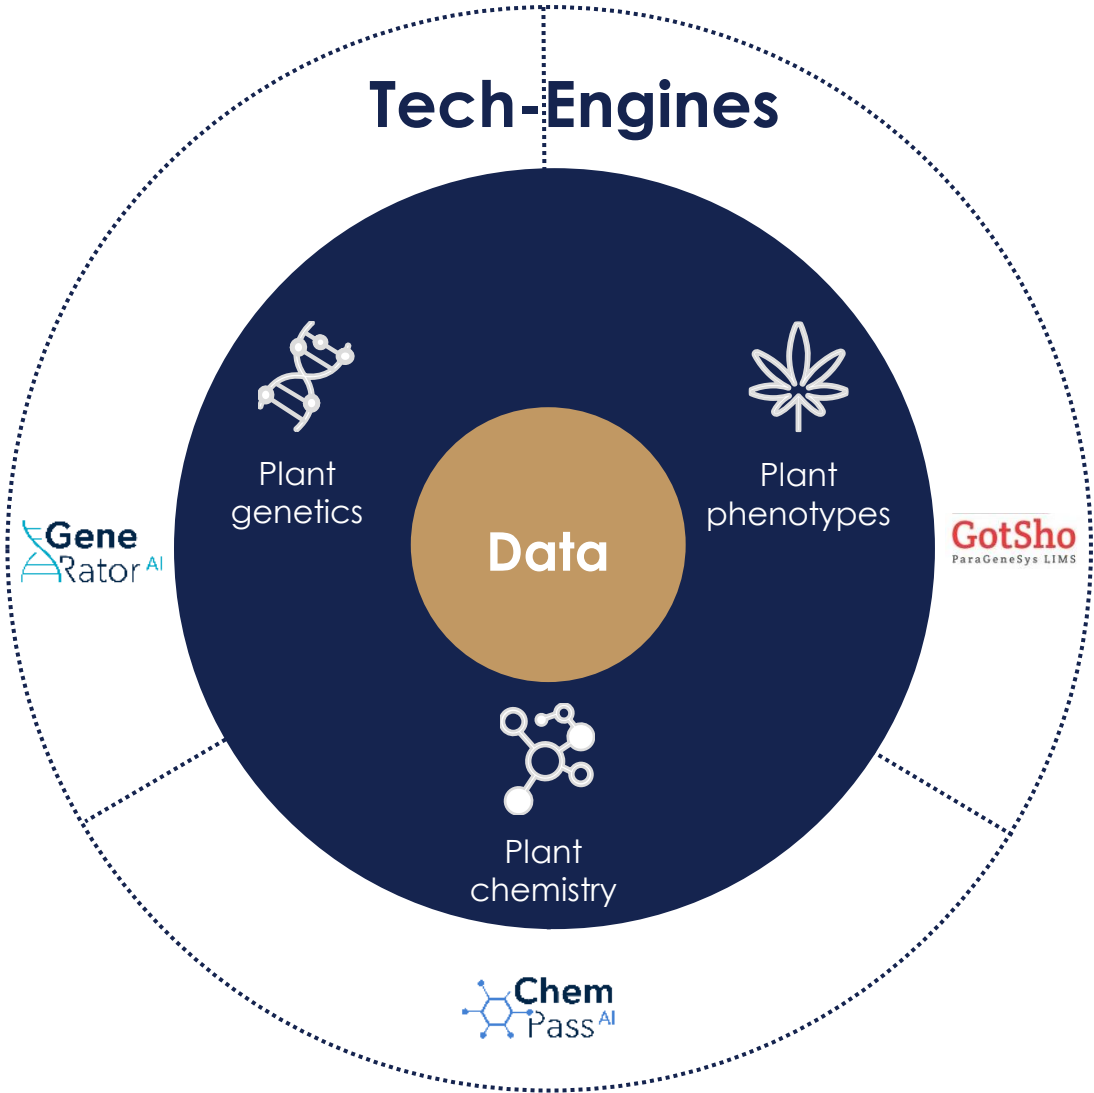 Tech-Engines
Plant
genetics
Plant
phenotypes
Data
Gene
Rator AI
GotSho
ParaGeneSys LIMS
Plant
chemistry
Chem
Pass AI